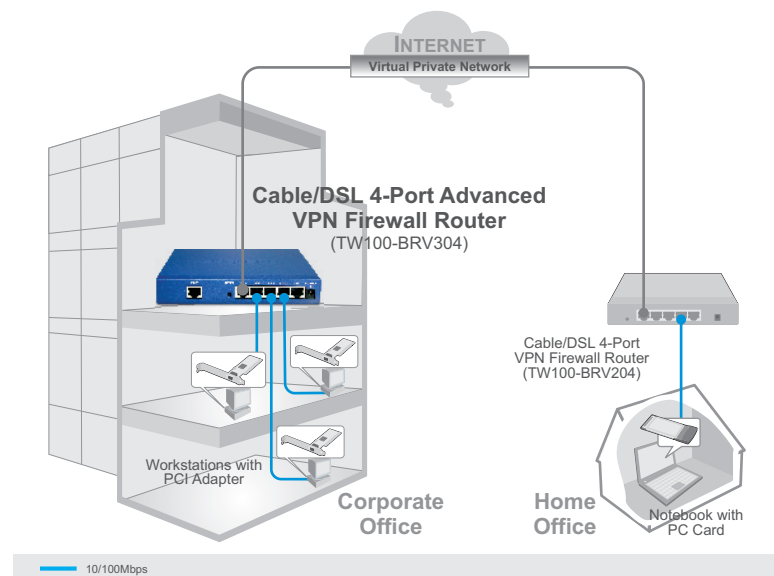 INTERNET
Virtual Private Network
Cable/DSL 4-Port Advanced
VPN Firewall Router
(TW100-BRV304)
Cable/DSL 4-Port
VPN Firewall Router
(TW100-BRV204)
Workstations with
PCI Adapter
Corporate
Office
Home
Office
Notebook with
PC Card
10/100Mbps